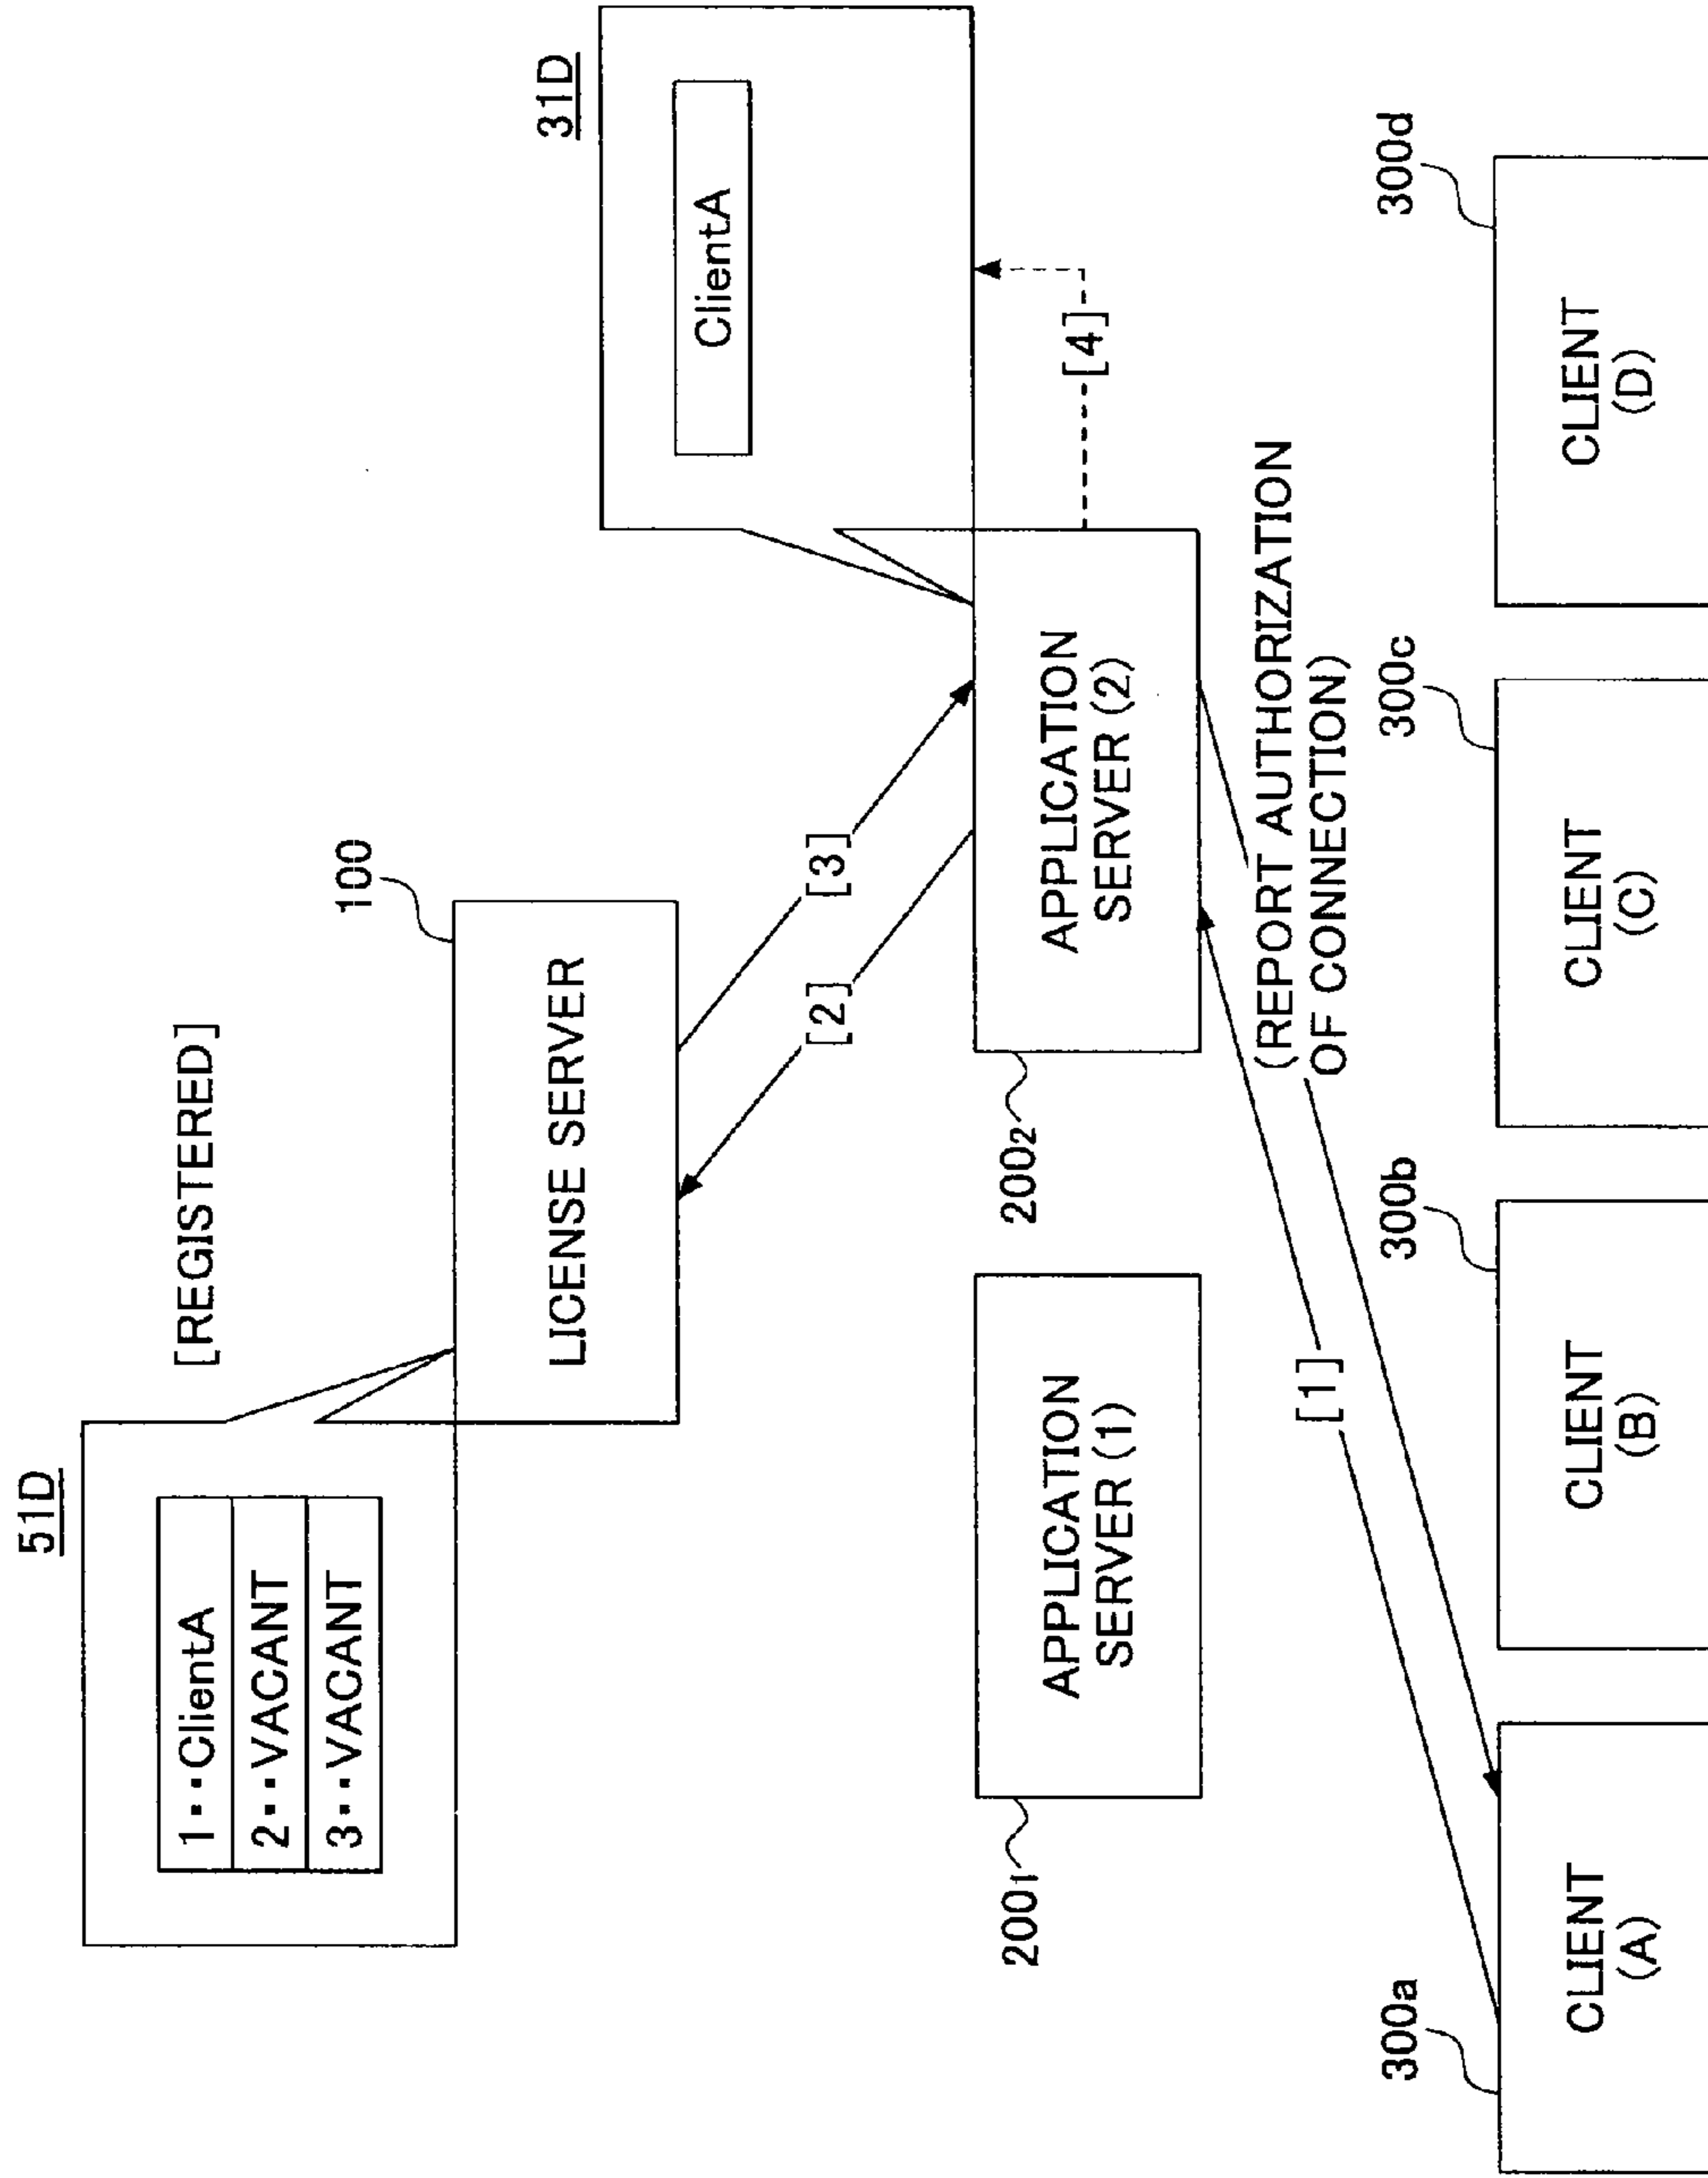 51D
1‥ClientA
2‥VACANT
3‥VACANT
[REGISTERED]
100
LICENSE SERVER
31D
ClientA
[2]
[3]
200₁
APPLICATION
SERVER (1)
200₂
APPLICATION
SERVER (2)
[4]
[1]
(REPORT AUTHORIZATION
OF CONNECTION)
300a
CLIENT
(A)
300b
CLIENT
(B)
300c
CLIENT
(C)
300d
CLIENT
(D)